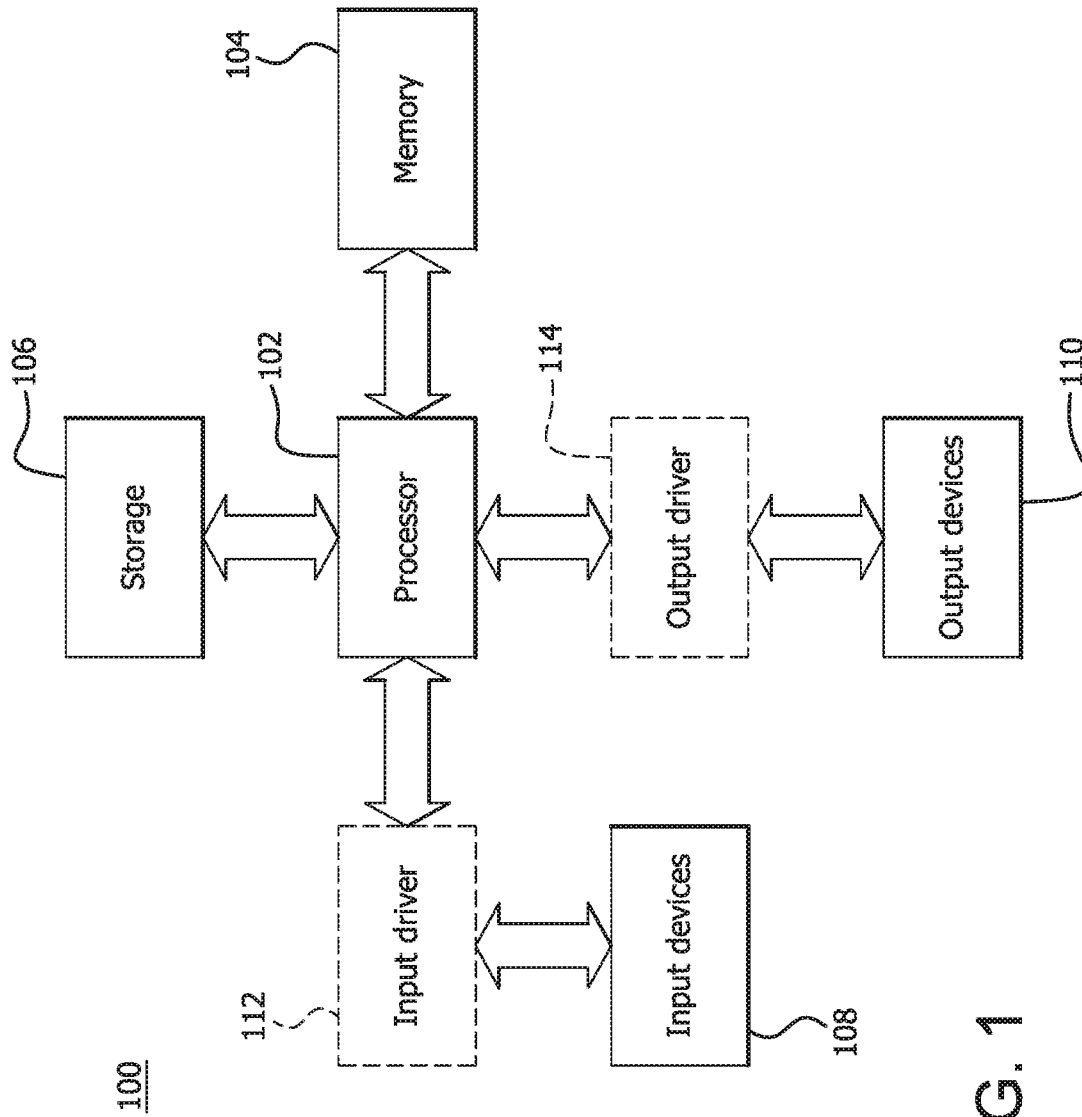 100
106
Storage
104
Memory
102
Processor
112
Input driver
114
Output driver
Input devices
108
Output devices
110
G. 1